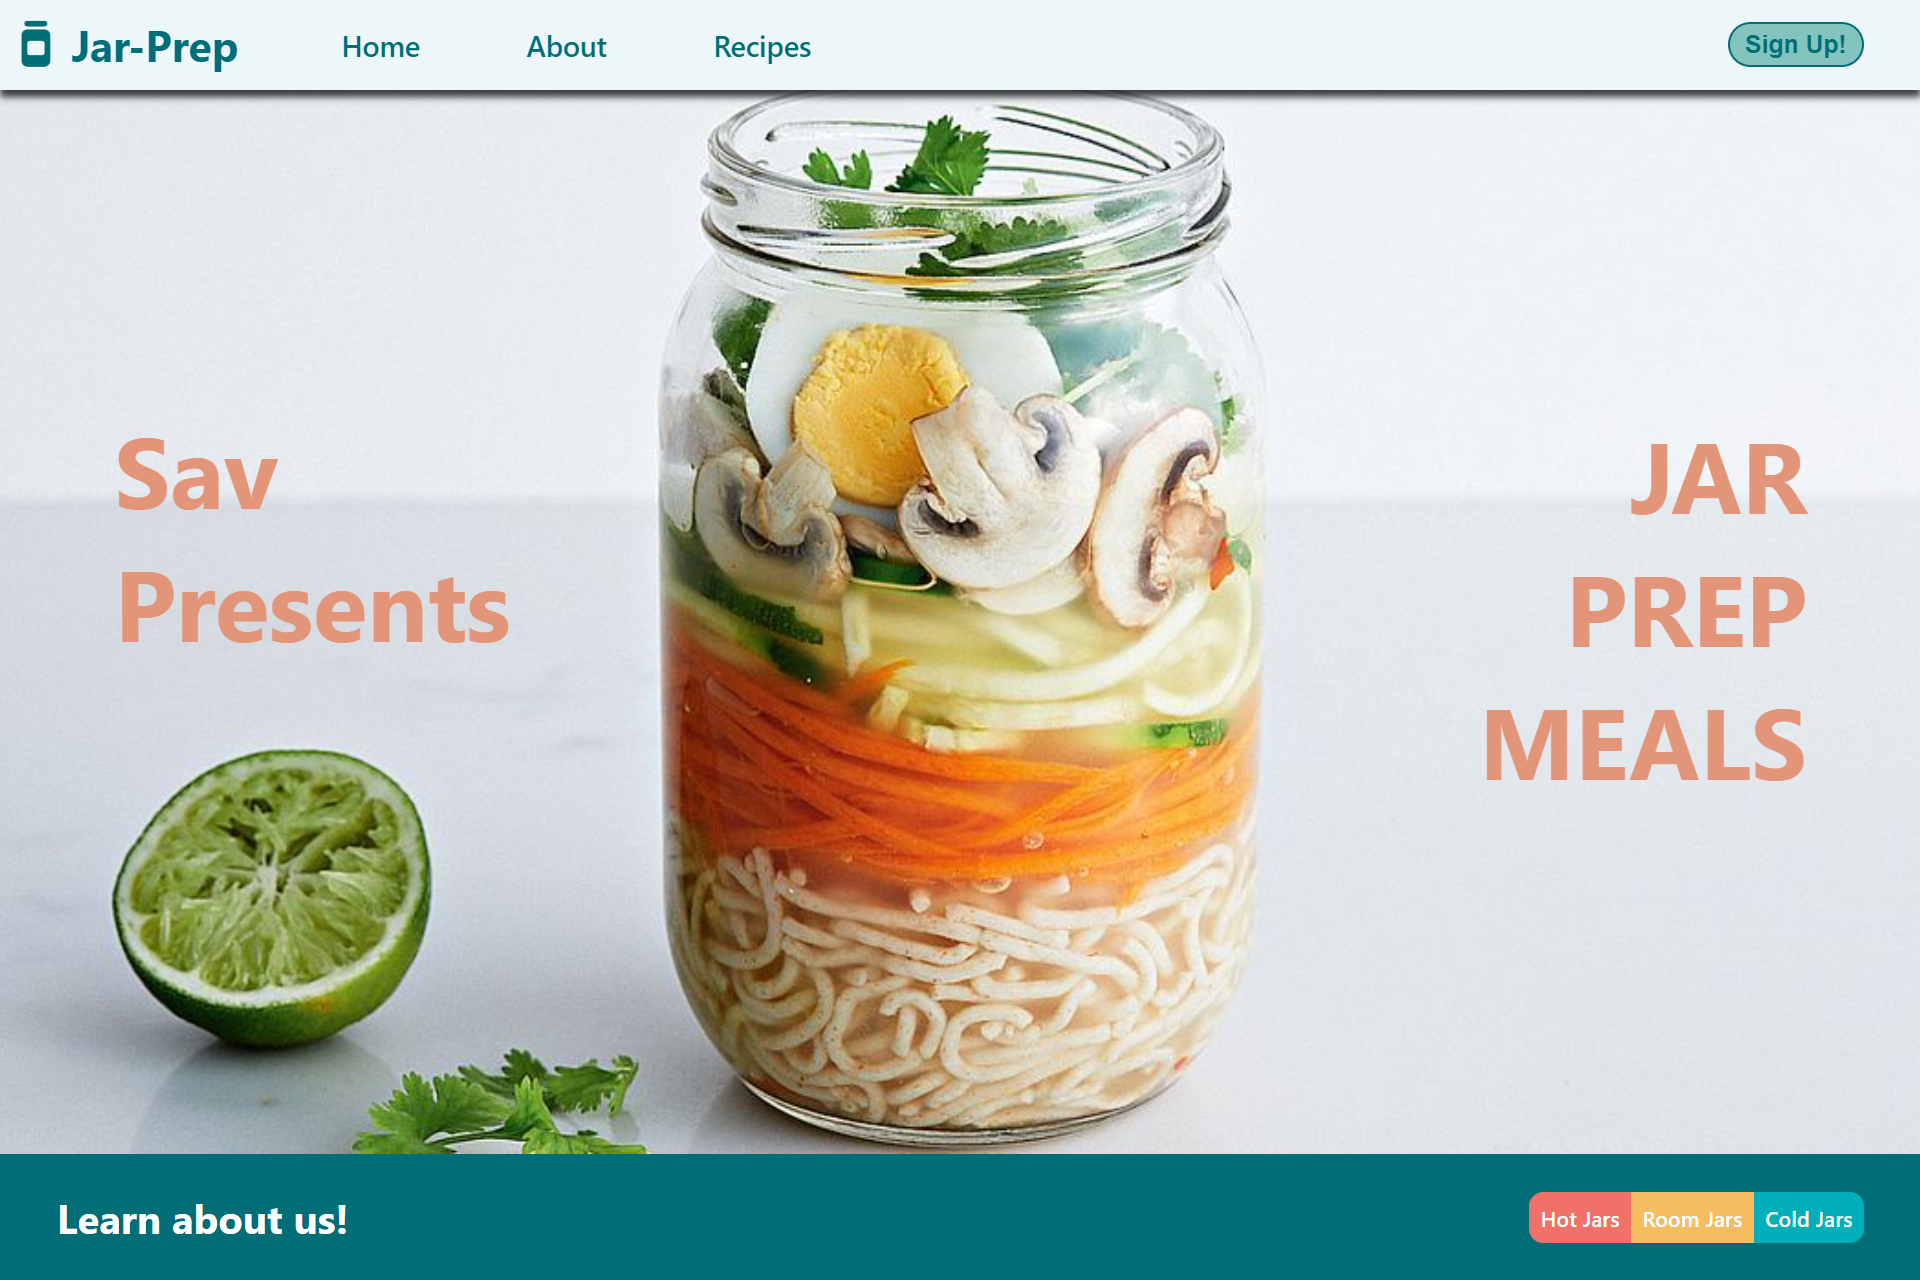 Jar-Prep
Home
About
Recipes
Sign Up!
Sav
Presents
JAR
PREP
MEALS
Learn about us!
Hot Jars
Room Jars
Cold Jars